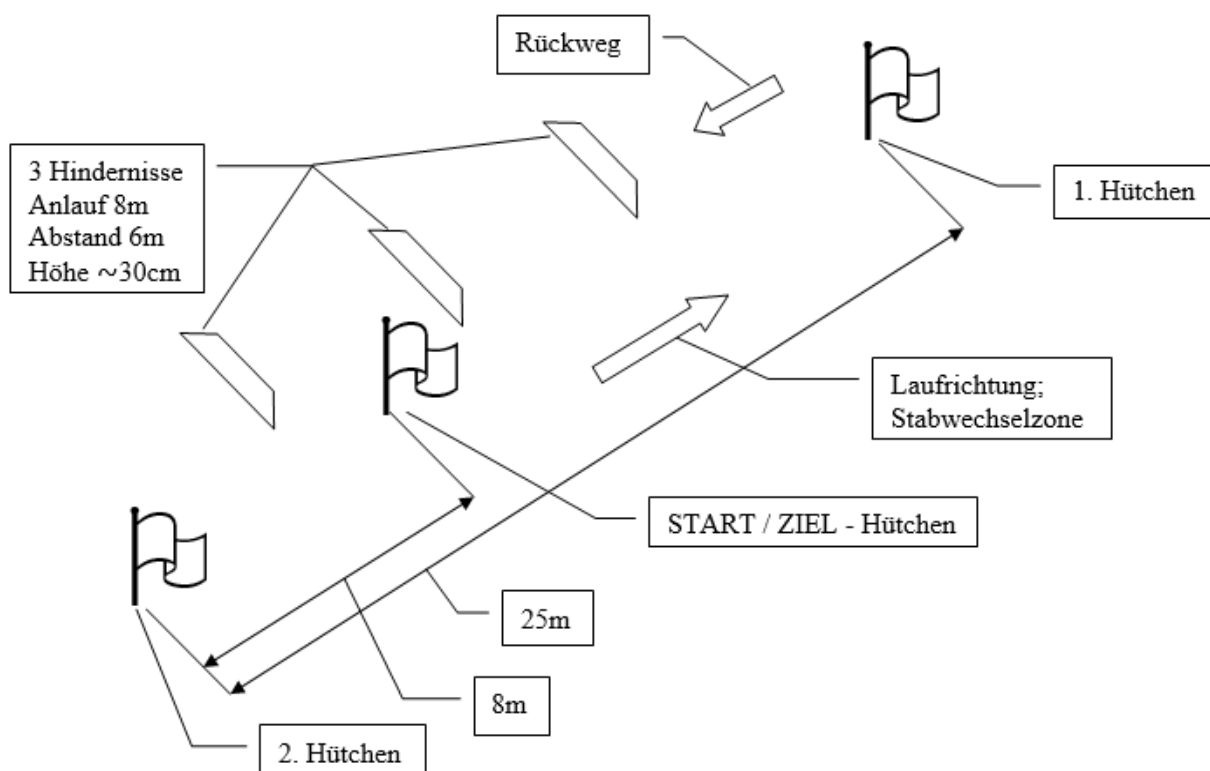 Rückweg
3 Hindernisse
Anlauf 8m
Abstand 6m
Höhe ~30cm
1. Hütchen
Laufrichtung;
Stabwechselzone
START / ZIEL - Hütchen
25m
8m
2. Hütchen